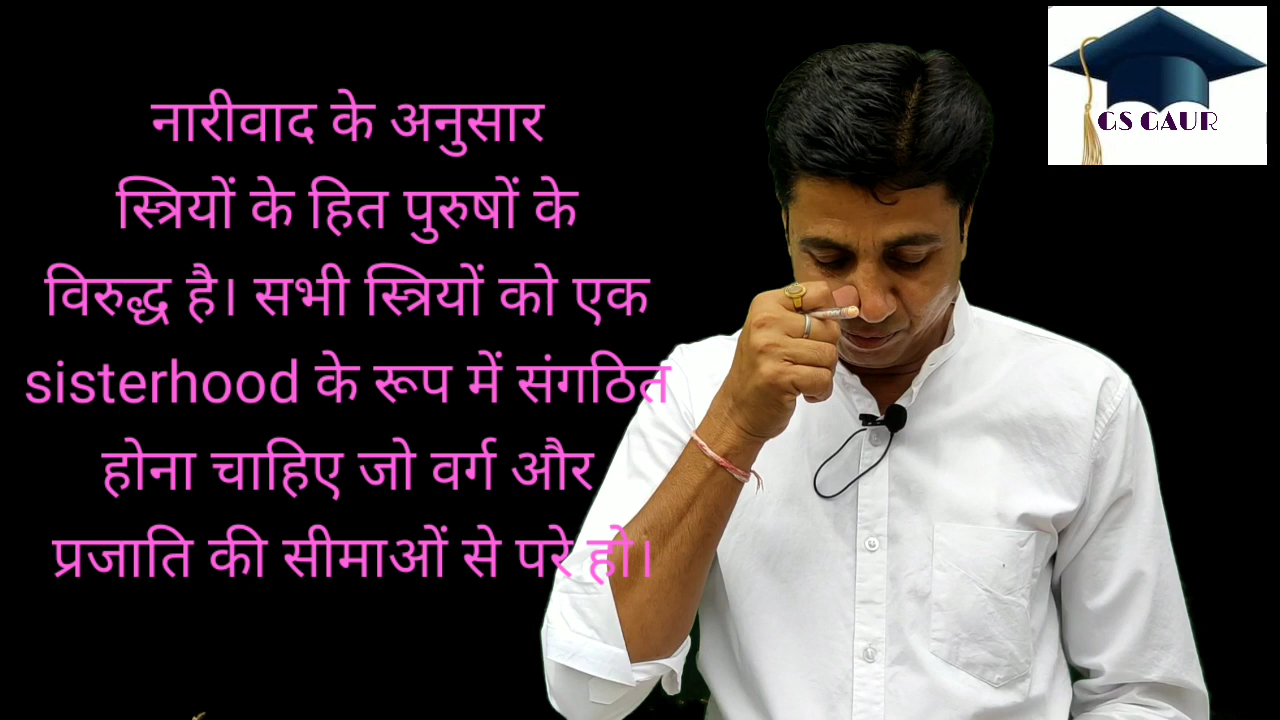 नारीवाद के अनुसार
स्त्रियों के हित पुरुषों के
विरुद्ध है। सभी स्त्रियों को एक
sisterhood के रूप में संगठित
होना चाहिए जो वर्ग और
प्रजाति की सीमाओं से परे हो।
GS GAUR